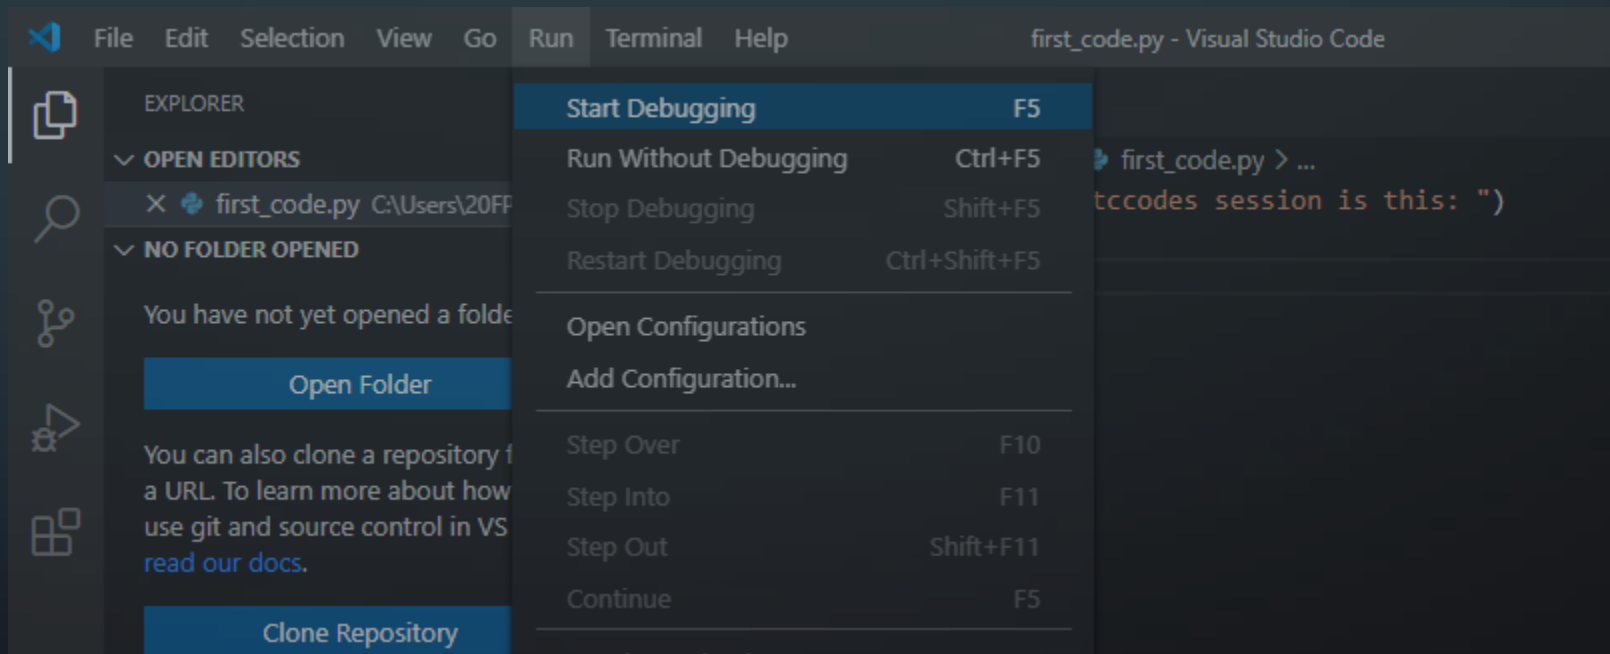 File Edit Selection View Go Run Terminal Help first_code.py - Visual Studio Code
EXPLORER
OPEN EDITORS
first_code.py C:\Users\20FP
NO FOLDER OPENED
You have not yet opened a folde
Open Folder
You can also clone a repository f
a URL. To learn more about how
use git and source control in VS
read our docs.
Clone Repository
Start Debugging F5
Run Without Debugging Ctrl+F5
Stop Debugging Shift+F5
Restart Debugging Ctrl+Shift+F5
Open Configurations
Add Configuration...
Step Over F10
Step Into F11
Step Out Shift+F11
Continue F5
first_code.py > ...
tccodes session is this: ")